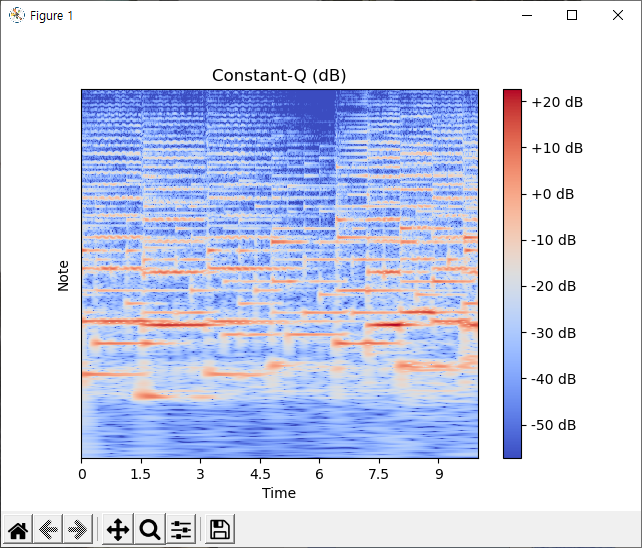 Figure 1
Constant-Q (dB)
+20 dB
+10 dB
+0 dB
-10 dB
-20 dB
-30 dB
-40 dB
-50 dB
Note
0 1.5 3 4.5 6 7.5 9
Time